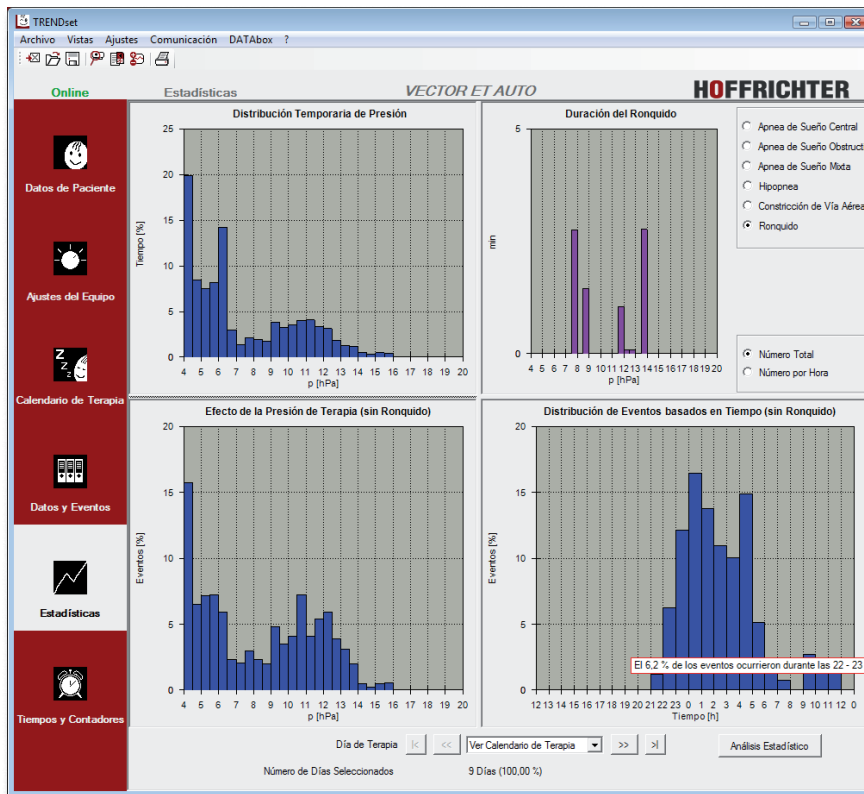 TRENDset
Archivo Vistas Ajustes Comunicación DATAbox ?
Online Estadísticas VECTOR ET AUTO HOFFRICHTER
Datos de Paciente
Ajustes del Equipo
Z Z Z
Calendario de Terapia
Datos y Eventos
Estadísticas
Tiempos y Contadores
Distribución Temporaria de Presión
Tiempo [%]
25
20
15
10
5
0
4 5 6 7 8 9 10 11 12 13 14 15 16 17 18 19 20
p [hPa]
Duración del Ronquido
min
5
0
4 5 6 7 8 9 10 11 12 13 14 15 16 17 18 19 20
p [hPa]
Apnea de Sueño Central
Apnea de Sueño Obstruct
Apnea de Sueño Mixta
Hipopnea
Constricción de Vía Aérea
Ronquido
Número Total
Número por Hora
Efecto de la Presión de Terapia (sin Ronquido)
Eventos [%]
20
15
10
5
0
4 5 6 7 8 9 10 11 12 13 14 15 16 17 18 19 20
p [hPa]
Distribución de Eventos basados en Tiempo (sin Ronquido)
Eventos [%]
20
15
10
5
0
El 6,2 % de los eventos ocurrieron durante las 22 - 23
12 13 14 15 16 17 18 19 20 21 22 23 0 1 2 3 4 5 6 7 8 9 10 11 12 0
Tiempo [h]
Día de Terapia |< << Ver Calendario de Terapia >> >| Análisis Estadístico
Número de Días Seleccionados 9 Días (100,00 %)